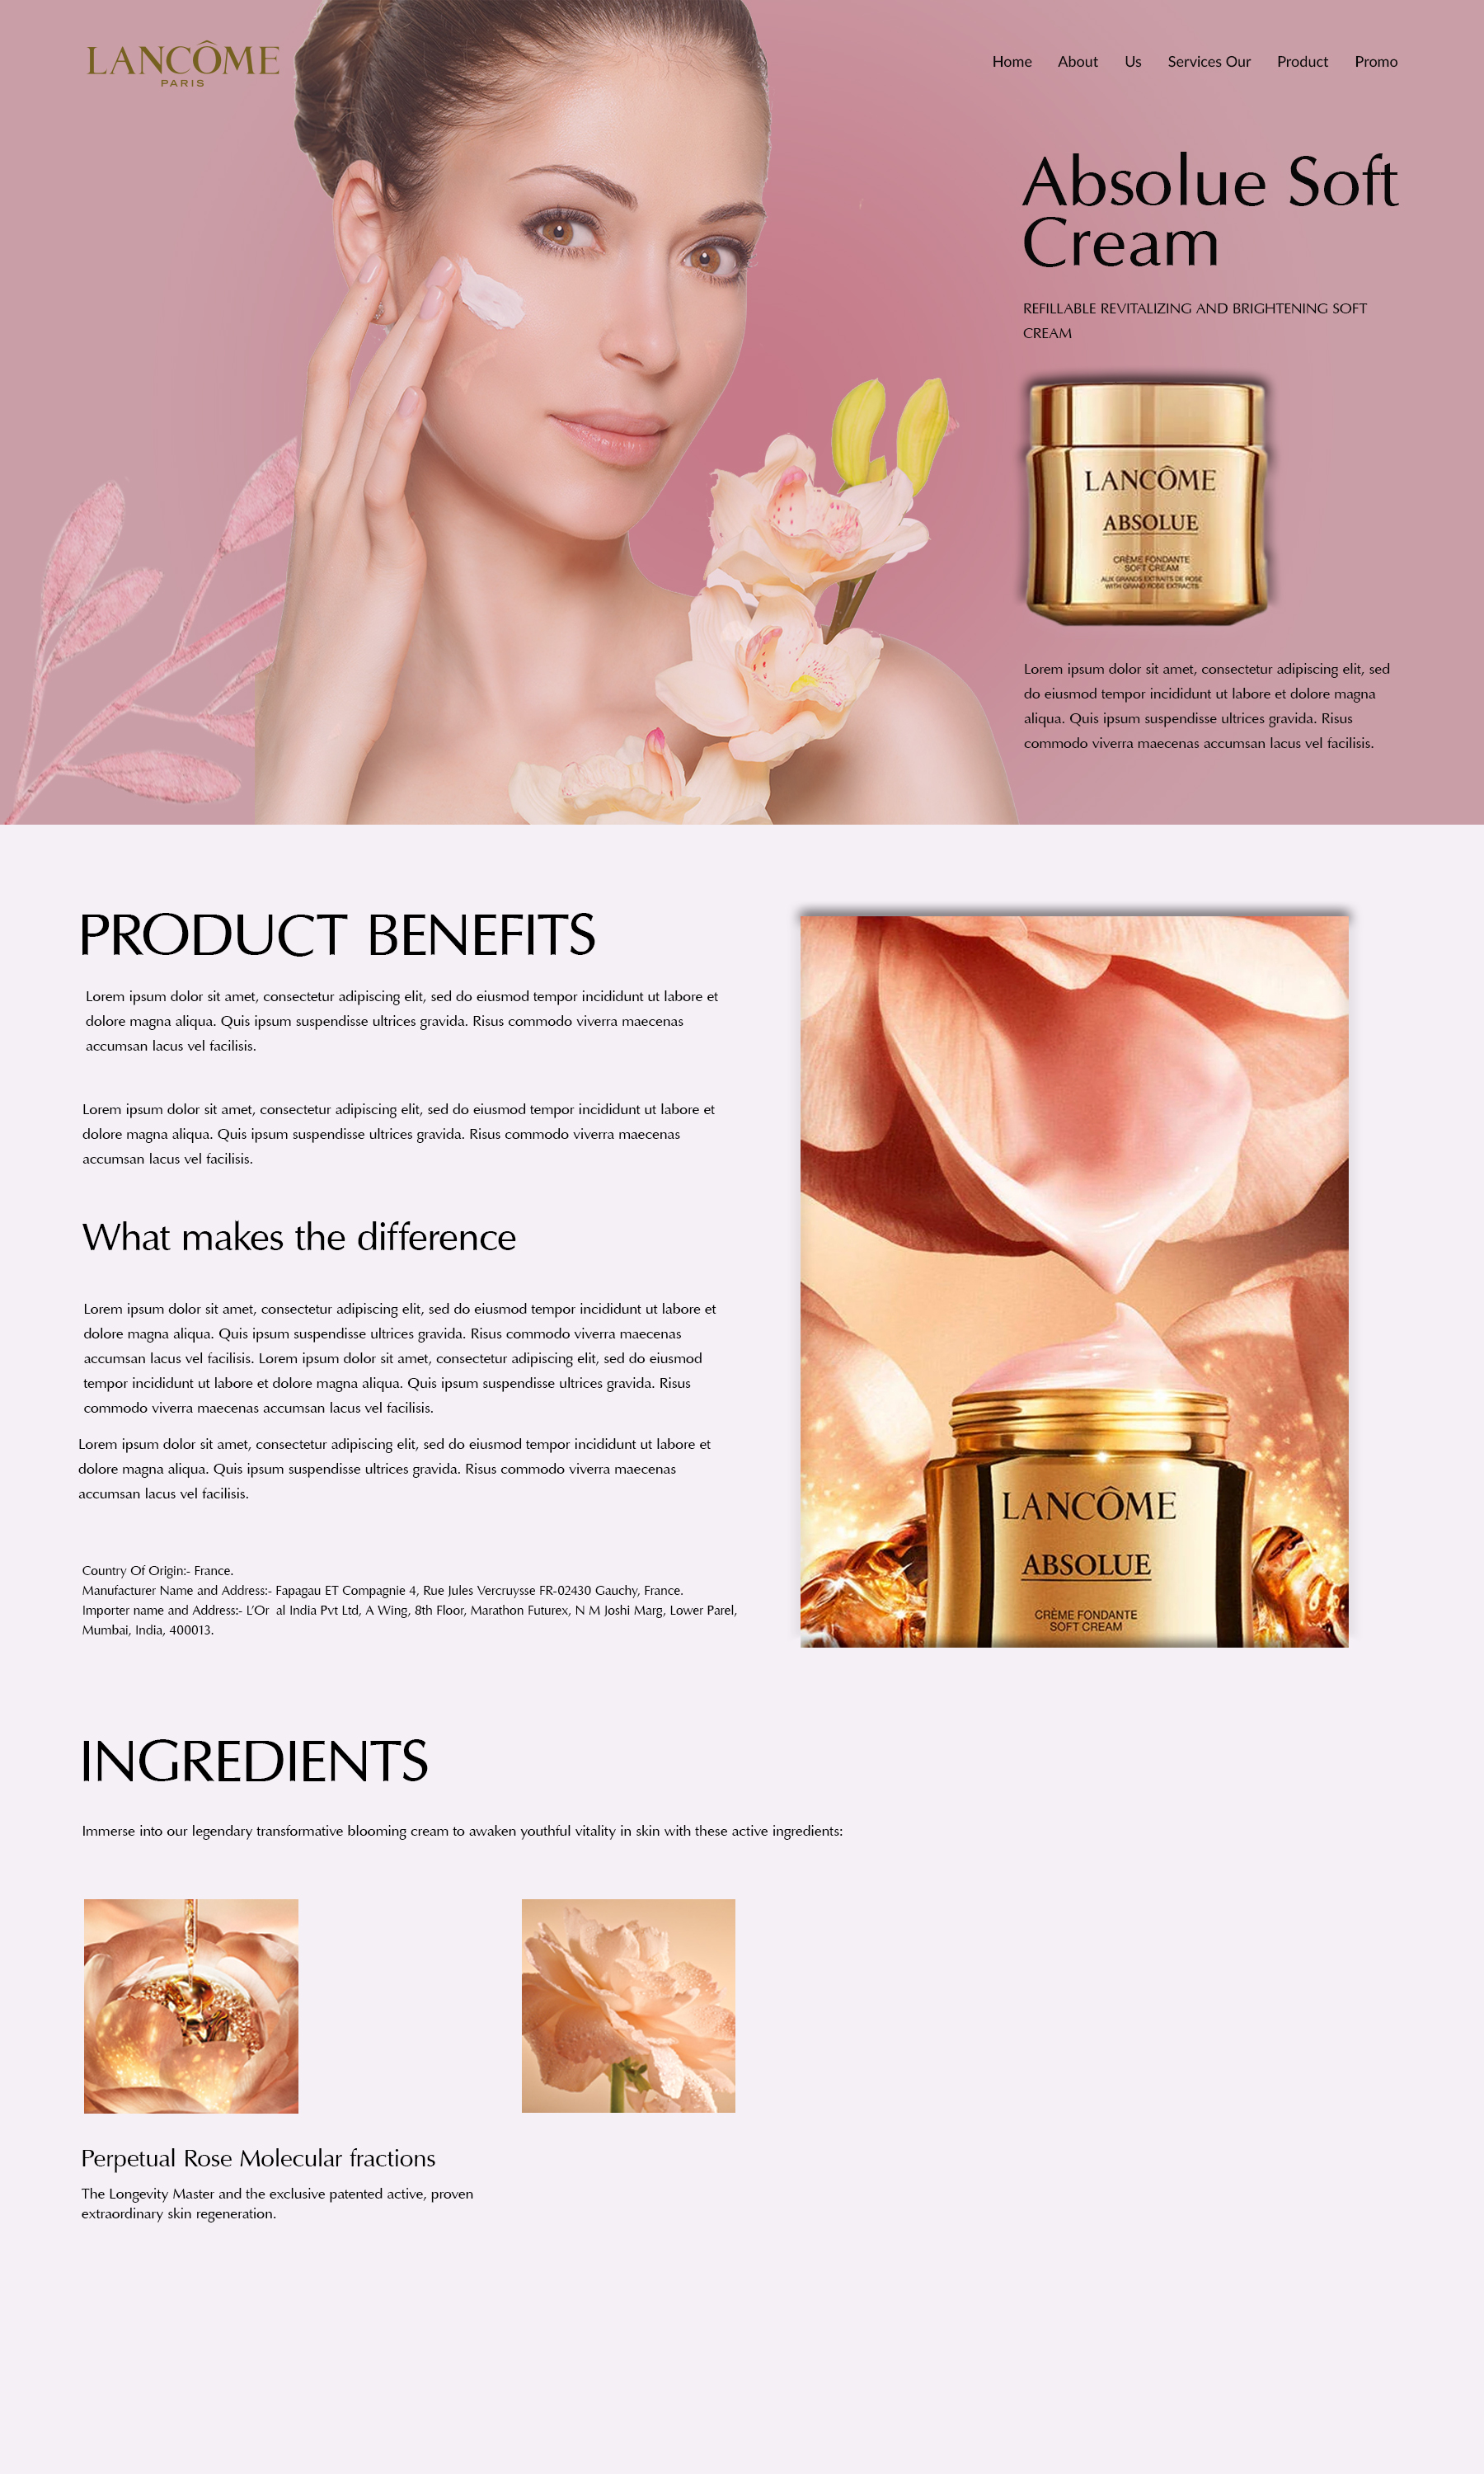 LANCÔME
PARIS
Home About Us Services Our Product Promo
Absolue Soft
Cream
REFILLABLE REVITALIZING AND BRIGHTENING SOFT
CREAM
LANCÔME
ABSOLUE
CRÈME FONDANTE
SOFT CREAM
AUX GRANDS EXTRAITS DE ROSE
WITH GRAND ROSE EXTRACTS
Lorem ipsum dolor sit amet, consectetur adipiscing elit, sed
do eiusmod tempor incididunt ut labore et dolore magna
aliqua. Quis ipsum suspendisse ultrices gravida. Risus
commodo viverra maecenas accumsan lacus vel facilisis.
PRODUCT BENEFITS
Lorem ipsum dolor sit amet, consectetur adipiscing elit, sed do eiusmod tempor incididunt ut labore et
dolore magna aliqua. Quis ipsum suspendisse ultrices gravida. Risus commodo viverra maecenas
accumsan lacus vel facilisis.
Lorem ipsum dolor sit amet, consectetur adipiscing elit, sed do eiusmod tempor incididunt ut labore et
dolore magna aliqua. Quis ipsum suspendisse ultrices gravida. Risus commodo viverra maecenas
accumsan lacus vel facilisis.
What makes the difference
Lorem ipsum dolor sit amet, consectetur adipiscing elit, sed do eiusmod tempor incididunt ut labore et
dolore magna aliqua. Quis ipsum suspendisse ultrices gravida. Risus commodo viverra maecenas
accumsan lacus vel facilisis. Lorem ipsum dolor sit amet, consectetur adipiscing elit, sed do eiusmod
tempor incididunt ut labore et dolore magna aliqua. Quis ipsum suspendisse ultrices gravida. Risus
commodo viverra maecenas accumsan lacus vel facilisis.
Lorem ipsum dolor sit amet, consectetur adipiscing elit, sed do eiusmod tempor incididunt ut labore et
dolore magna aliqua. Quis ipsum suspendisse ultrices gravida. Risus commodo viverra maecenas
accumsan lacus vel facilisis.
Country Of Origin:- France.
Manufacturer Name and Address:- Fapagau ET Compagnie 4, Rue Jules Vercruysse FR-02430 Gauchy, France.
Importer name and Address:- L’Or al India Pvt Ltd, A Wing, 8th Floor, Marathon Futurex, N M Joshi Marg, Lower Parel,
Mumbai, India, 400013.
LANCÔME
ABSOLUE
CRÈME FONDANTE
SOFT CREAM
INGREDIENTS
Immerse into our legendary transformative blooming cream to awaken youthful vitality in skin with these active ingredients:
Perpetual Rose Molecular fractions
The Longevity Master and the exclusive patented active, proven
extraordinary skin regeneration.